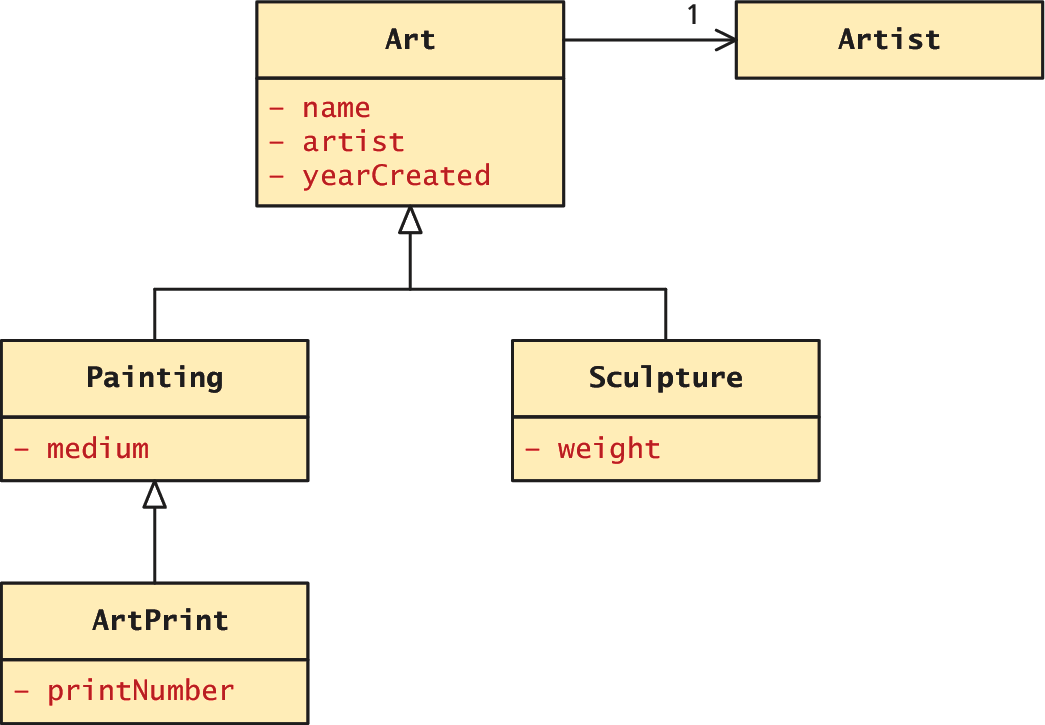 Art
1
Artist
- name
- artist
- yearCreated
Painting
- medium
Sculpture
- weight
ArtPrint
- printNumber